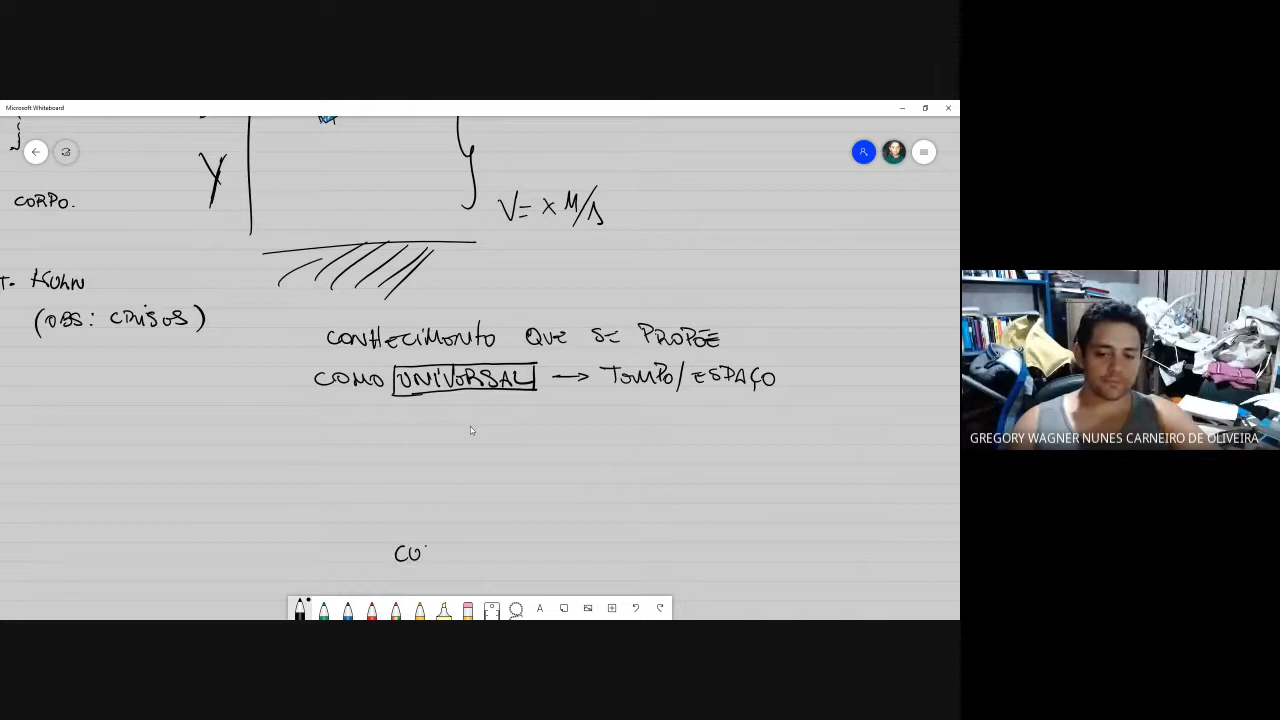 Microsoft Whiteboard
CORPO.
Y
V= x M/s
T. KUHN
(OBS: CRISES)
CONHECIMENTO QUE SE PROPÕE
COMO UNIVERSAL → TEMPO/ESPAÇO
CO
A
GREGORY WAGNER NUNES CARNEIRO DE OLIVEIRA